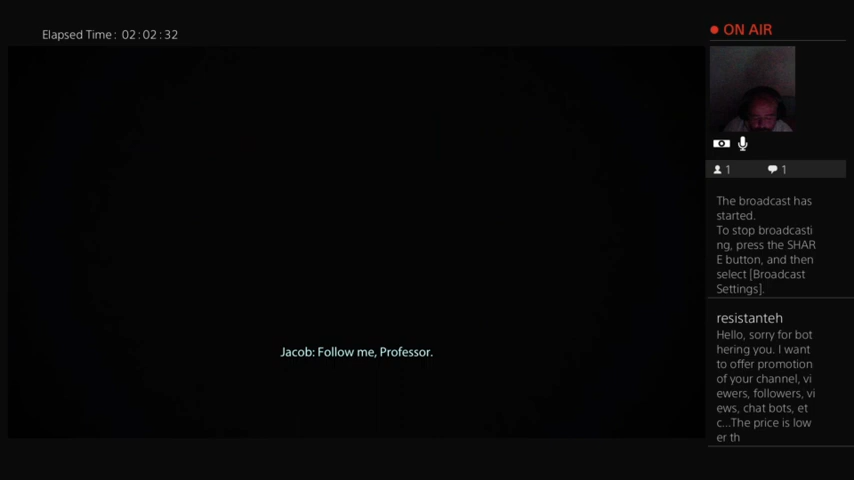 Elapsed Time: 02:02:32
ON AIR
1
1
The broadcast has
started.
To stop broadcasti
ng, press the SHAR
E button, and then
select [Broadcast
Settings].
resistanteh
Hello, sorry for bot
hering you. I want
to offer promotion
of your channel, vi
ewers, followers, vi
ews, chat bots, et
c...The price is low
er th
Jacob: Follow me, Professor.